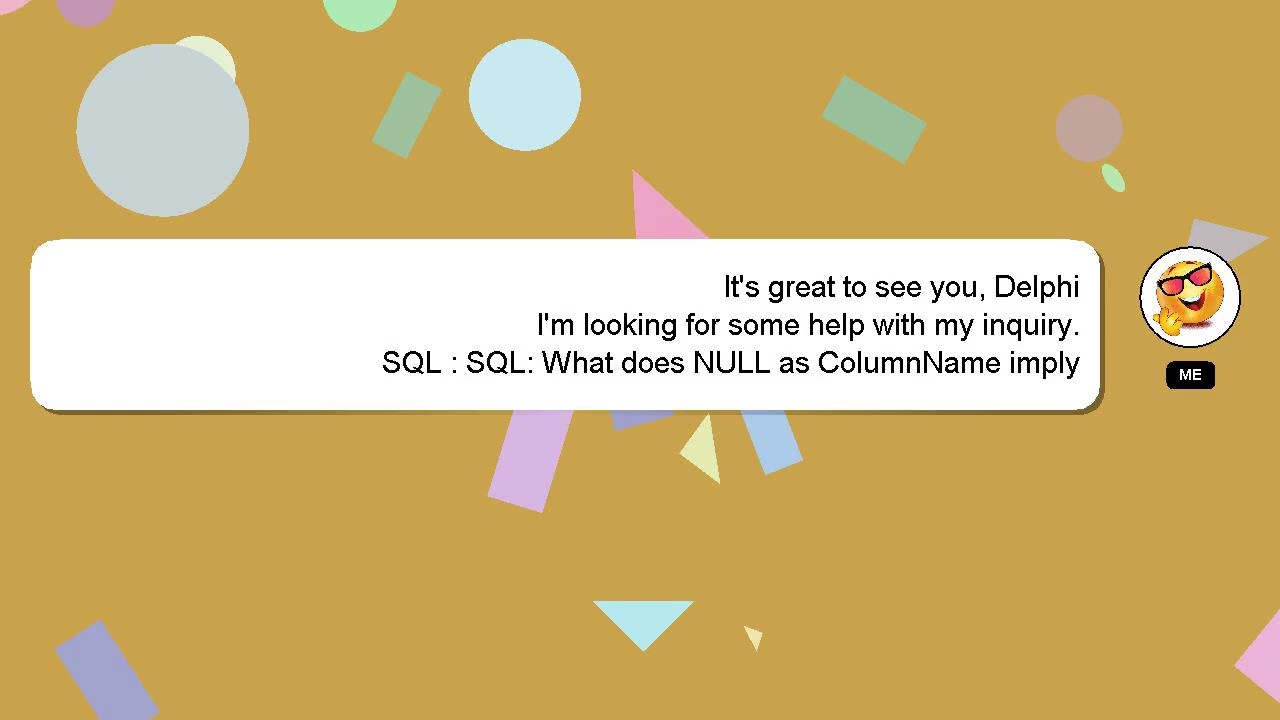 It's great to see you, Delphi
I'm looking for some help with my inquiry.
SQL : SQL: What does NULL as ColumnName imply
ME